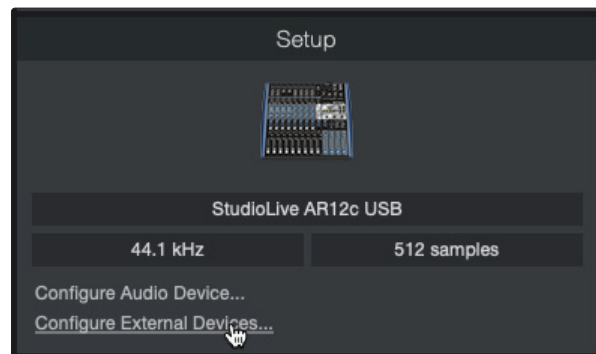 Setup
StudioLive AR12c USB
44.1 kHz 512 samples
Configure Audio Device...
Configure External Devices...